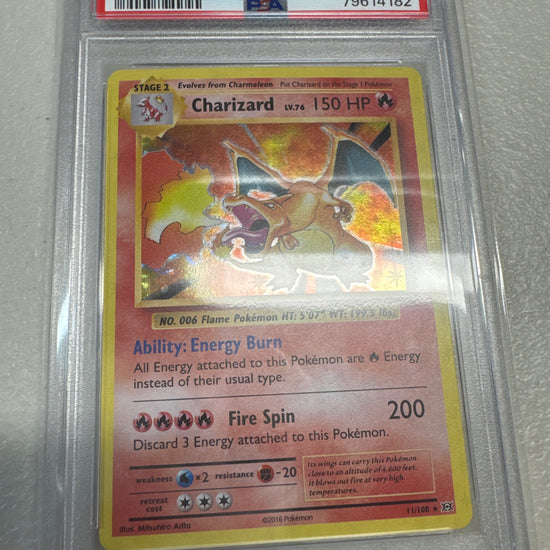 79614182
PSA
STAGE 2 Evolves from Charmeleon Put Charizard on the Stage 1 Pokémon
Charizard LV.76 150 HP
NO. 006 Flame Pokémon HT: 5'07" WT: 199.5 lbs.
Ability: Energy Burn
All Energy attached to this Pokémon are Energy
instead of their usual type.
Fire Spin 200
Discard 3 Energy attached to this Pokémon.
weakness ×2 resistance -20
retreat
cost
Its wings can carry this Pokémon
close to an altitude of 4,600 feet.
It blows out fire at very high
temperatures.
Illus. Mitsuhiro Arita
©2016 Pokémon
11/108 ★